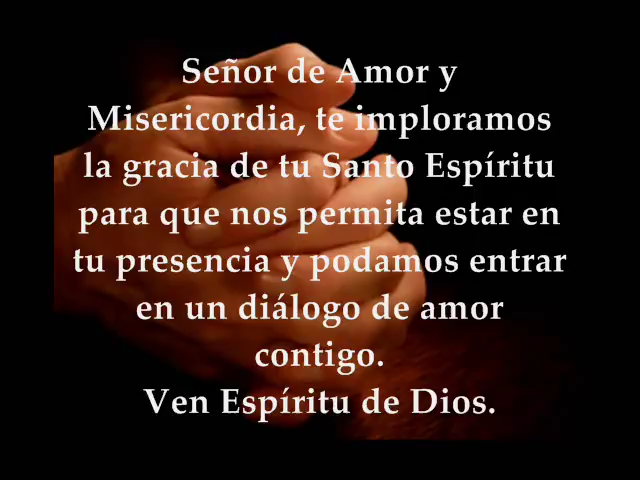 Señor de Amor y
Misericordia, te imploramos
la gracia de tu Santo Espíritu
para que nos permita estar en
tu presencia y podamos entrar
en un diálogo de amor
contigo.
Ven Espíritu de Dios.